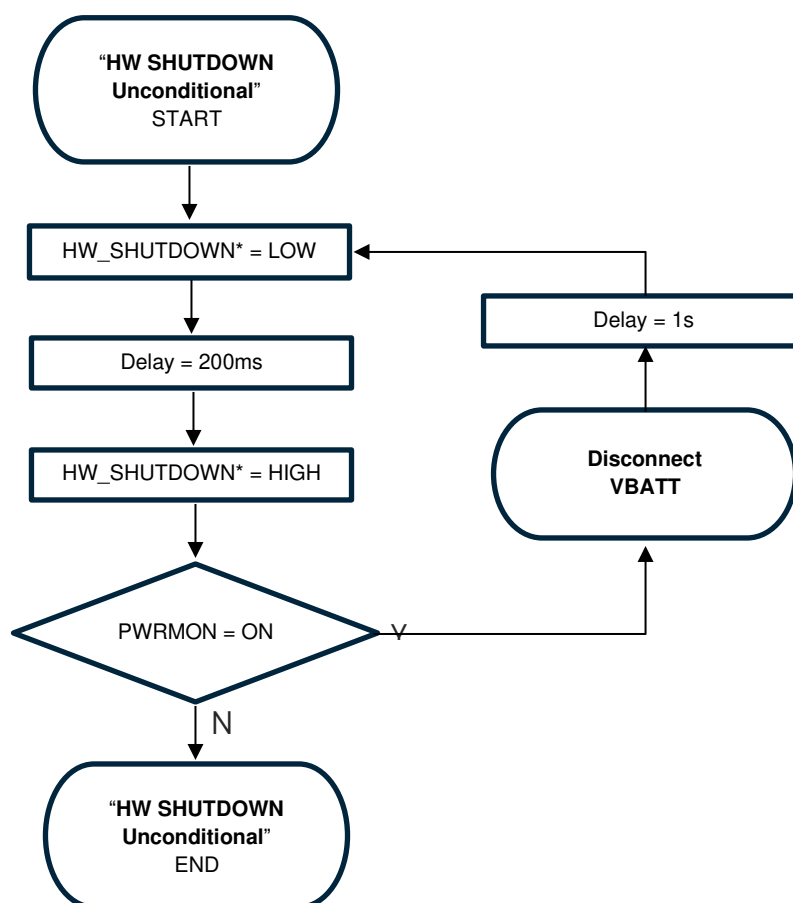 “HW SHUTDOWN
Unconditional”
START
HW_SHUTDOWN* = LOW
Delay = 1s
Delay = 200ms
Disconnect
VBATT
HW_SHUTDOWN* = HIGH
PWRMON = ON
Y
N
“HW SHUTDOWN
Unconditional”
END